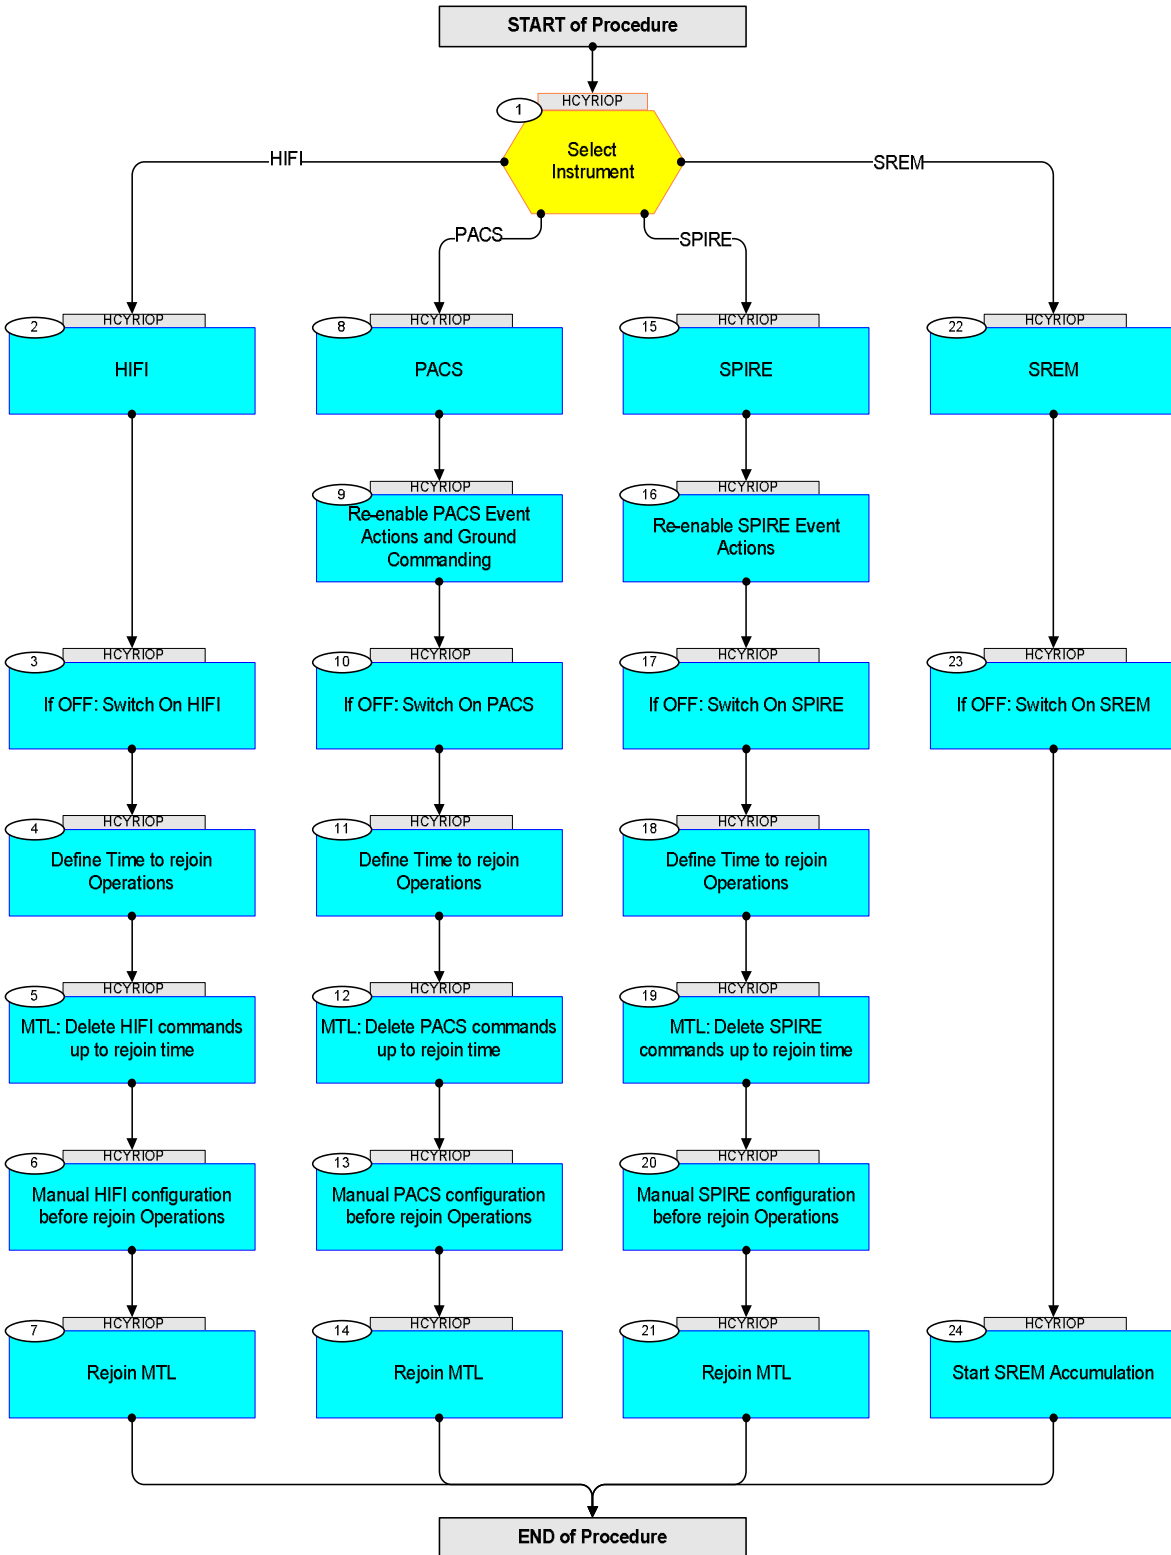 START of Procedure
HCYRIOP
1
Select
Instrument
HIFI
SREM
PACS
SPIRE
HCYRIOP
2
HIFI
HCYRIOP
8
PACS
HCYRIOP
15
SPIRE
HCYRIOP
22
SREM
HCYRIOP
9
Re-enable PACS Event
Actions and Ground
Commanding
HCYRIOP
16
Re-enable SPIRE Event
Actions
HCYRIOP
3
If OFF: Switch On HIFI
HCYRIOP
10
If OFF: Switch On PACS
HCYRIOP
17
If OFF: Switch On SPIRE
HCYRIOP
23
If OFF: Switch On SREM
HCYRIOP
4
Define Time to rejoin
Operations
HCYRIOP
11
Define Time to rejoin
Operations
HCYRIOP
18
Define Time to rejoin
Operations
HCYRIOP
5
MTL: Delete HIFI commands
up to rejoin time
HCYRIOP
12
MTL: Delete PACS commands
up to rejoin time
HCYRIOP
19
MTL: Delete SPIRE
commands up to rejoin time
HCYRIOP
6
Manual HIFI configuration
before rejoin Operations
HCYRIOP
13
Manual PACS configuration
before rejoin Operations
HCYRIOP
20
Manual SPIRE configuration
before rejoin Operations
HCYRIOP
7
Rejoin MTL
HCYRIOP
14
Rejoin MTL
HCYRIOP
21
Rejoin MTL
HCYRIOP
24
Start SREM Accumulation
END of Procedure